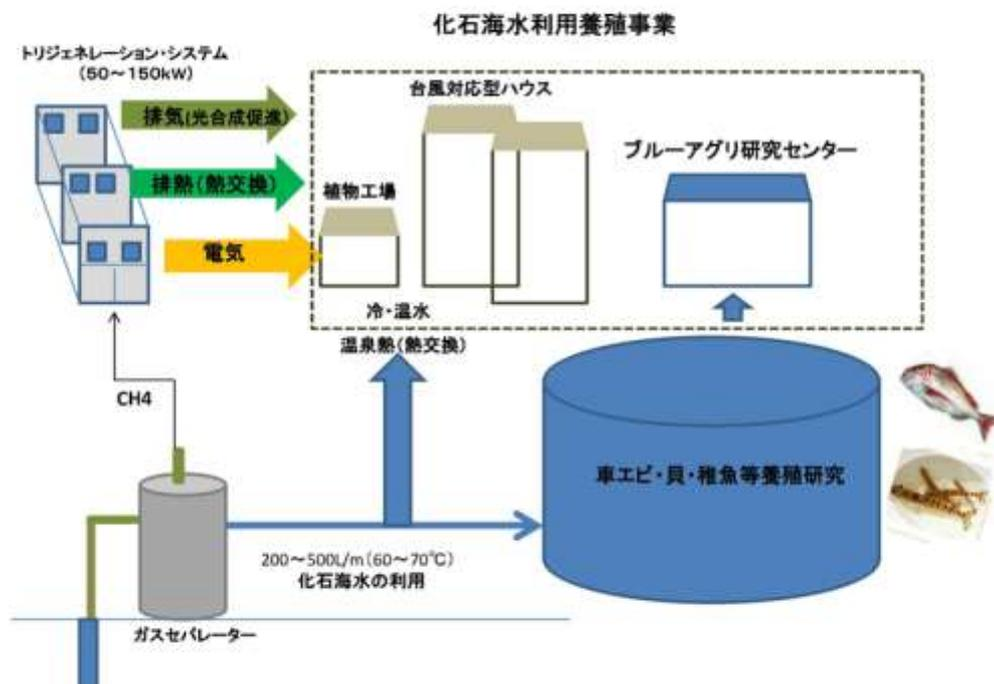 化石海水利用養殖事業
トリジェネレーション・システム
(50～150kW)
排気(光合成促進)
排熱(熱交換)
電気
台風対応型ハウス
植物工場
ブルーアグリ研究センター
冷・温水
温泉熱(熱交換)
CH4
車エビ・貝・稚魚等養殖研究
200～500L/m(60～70℃)
化石海水の利用
ガスセパレーター